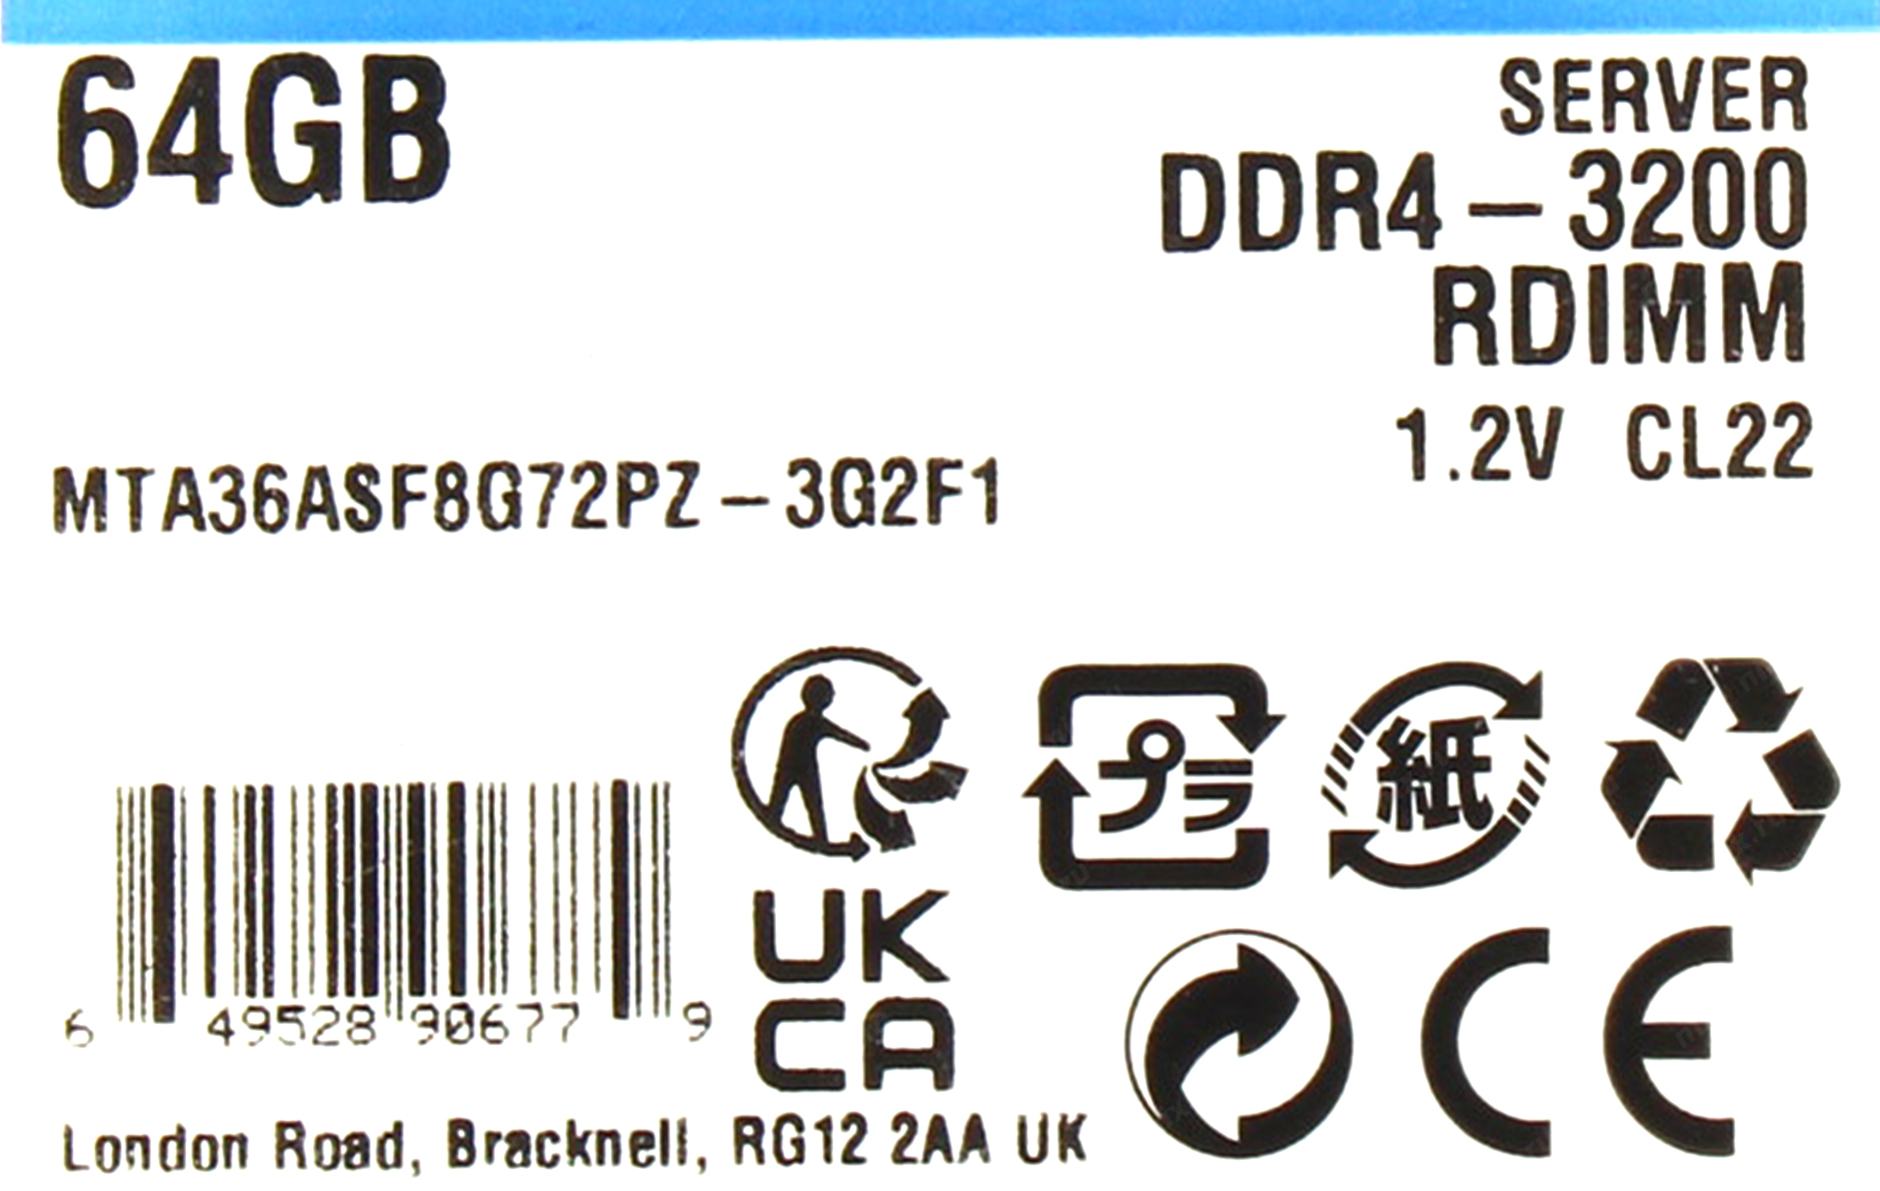 64GB
SERVER
DDR4-3200
RDIMM
1.2V CL22
MTA36ASF8G72PZ-3G2F1
プラ
紙
6 49528 90677 9
UK
CA
CE
London Road, Bracknell, RG12 2AA UK